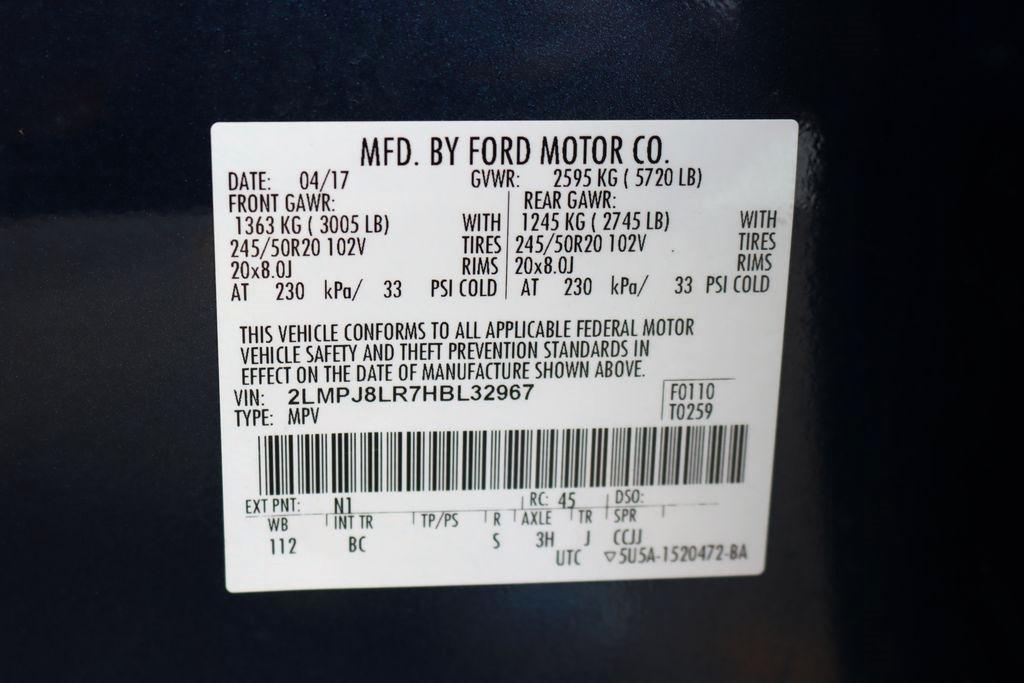 MFD. BY FORD MOTOR CO.
DATE: 04/17 GVWR: 2595 KG ( 5720 LB)
FRONT GAWR: REAR GAWR:
1363 KG ( 3005 LB) WITH 1245 KG ( 2745 LB) WITH
245/50R20 102V TIRES 245/50R20 102V TIRES
20x8.0J RIMS 20x8.0J RIMS
AT 230 kPa/ 33 PSI COLD AT 230 kPa/ 33 PSI COLD
THIS VEHICLE CONFORMS TO ALL APPLICABLE FEDERAL MOTOR
VEHICLE SAFETY AND THEFT PREVENTION STANDARDS IN
EFFECT ON THE DATE OF MANUFACTURE SHOWN ABOVE.
VIN: 2LMPJ8LR7HBL32967 F0110
TYPE: MPV T0259
EXT PNT: N1 RC: 45 DSO:
WB INT TR TP/PS R AXLE TR SPR
112 BC S 3H J CCJJ
UTC ▽5U5A-1520472-BA